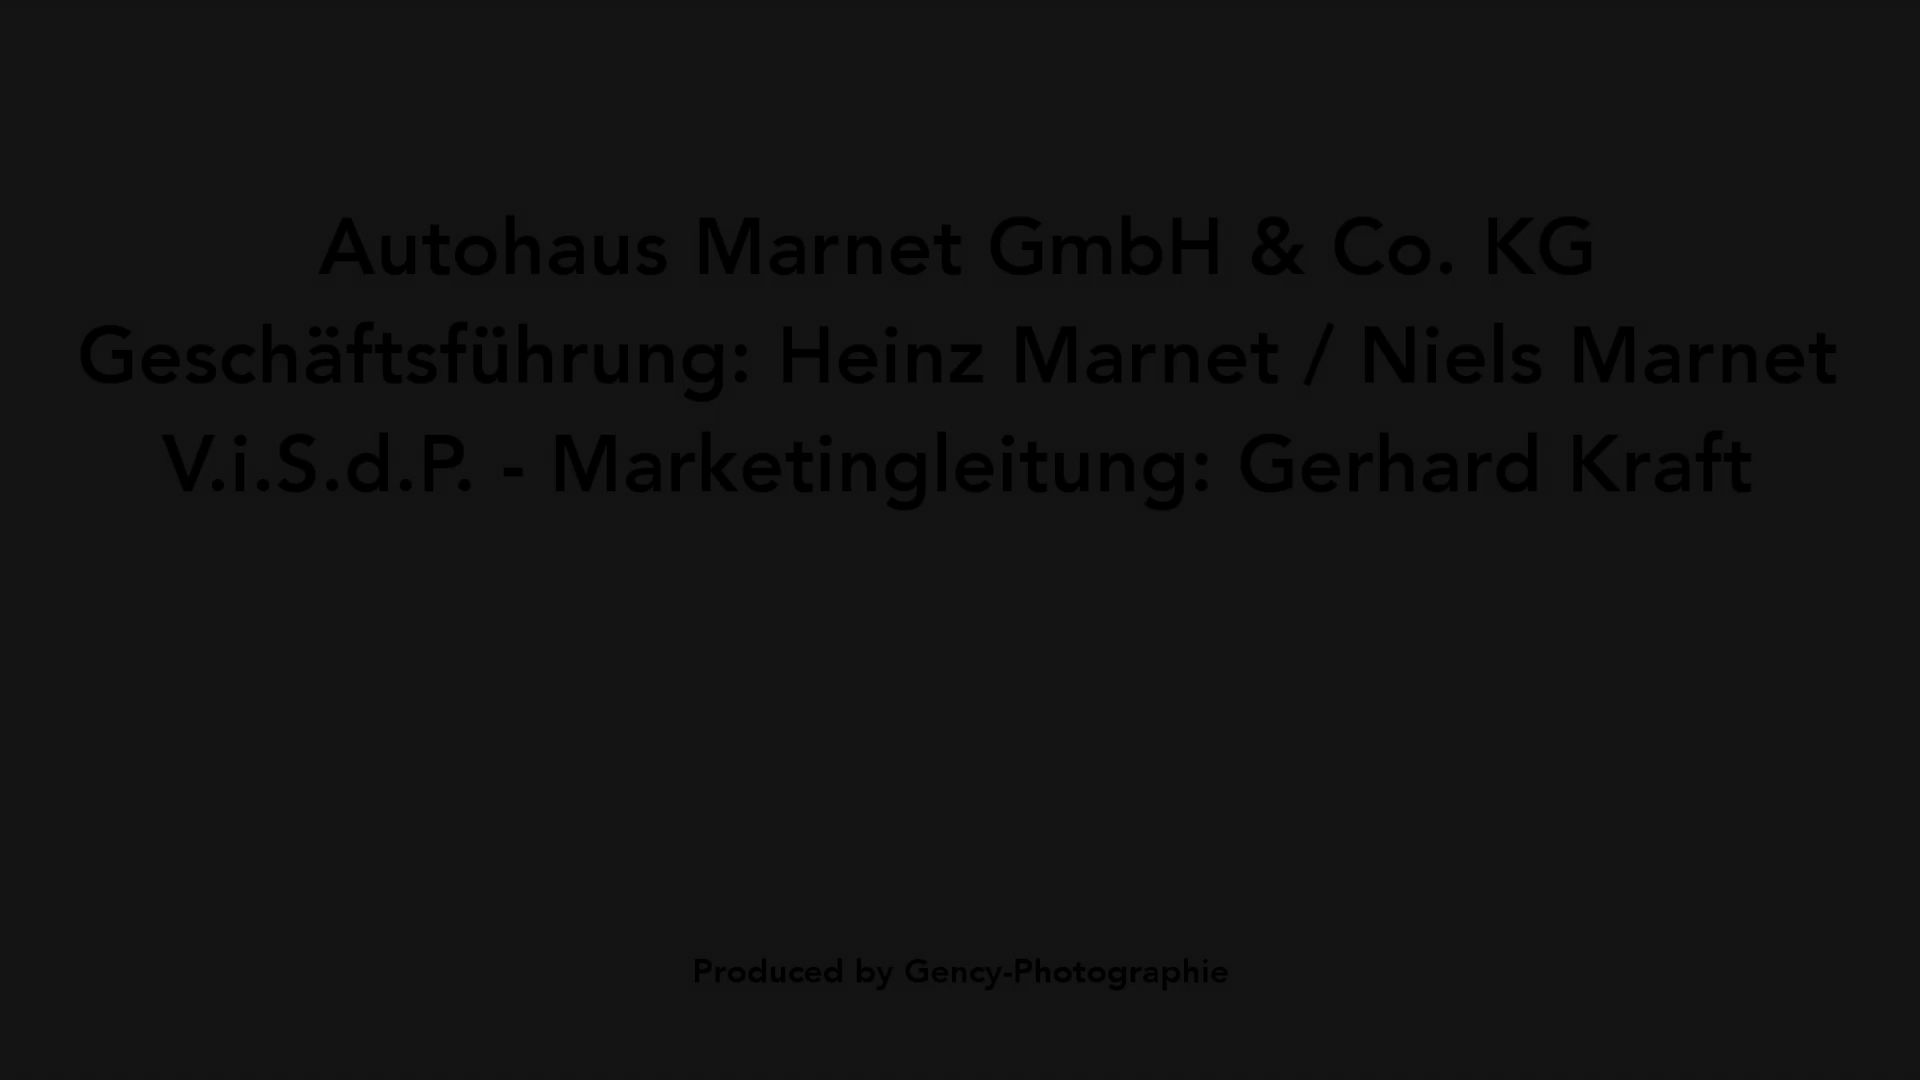 Autohaus Marnet GmbH & Co. KG
Geschäftsführung: Heinz Marnet / Niels Marnet
V.i.S.d.P. - Marketingleitung: Gerhard Kraft
Produced by Gency-Photographie